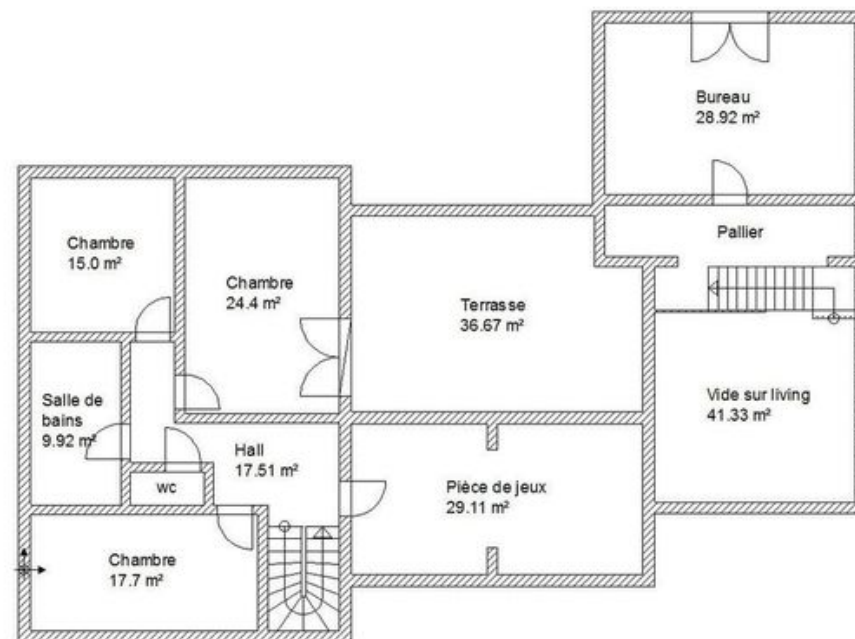 Bureau
28.92 m²
Pallier
Chambre
15.0 m²
Chambre
24.4 m²
Terrasse
36.67 m²
Salle de
bains
9.92 m²
Hall
17.51 m²
Vide sur living
41.33 m²
wc
Pièce de jeux
29.11 m²
Chambre
17.7 m²